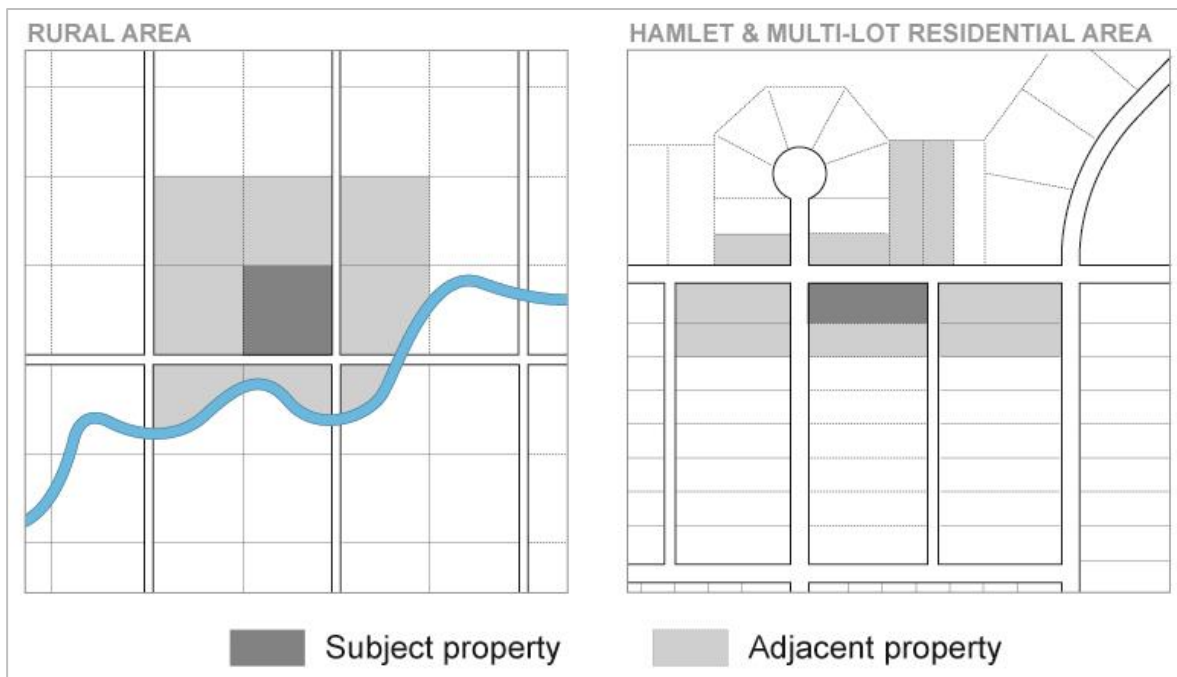 RURAL AREA
HAMLET & MULTI-LOT RESIDENTIAL AREA
Subject property
Adjacent property